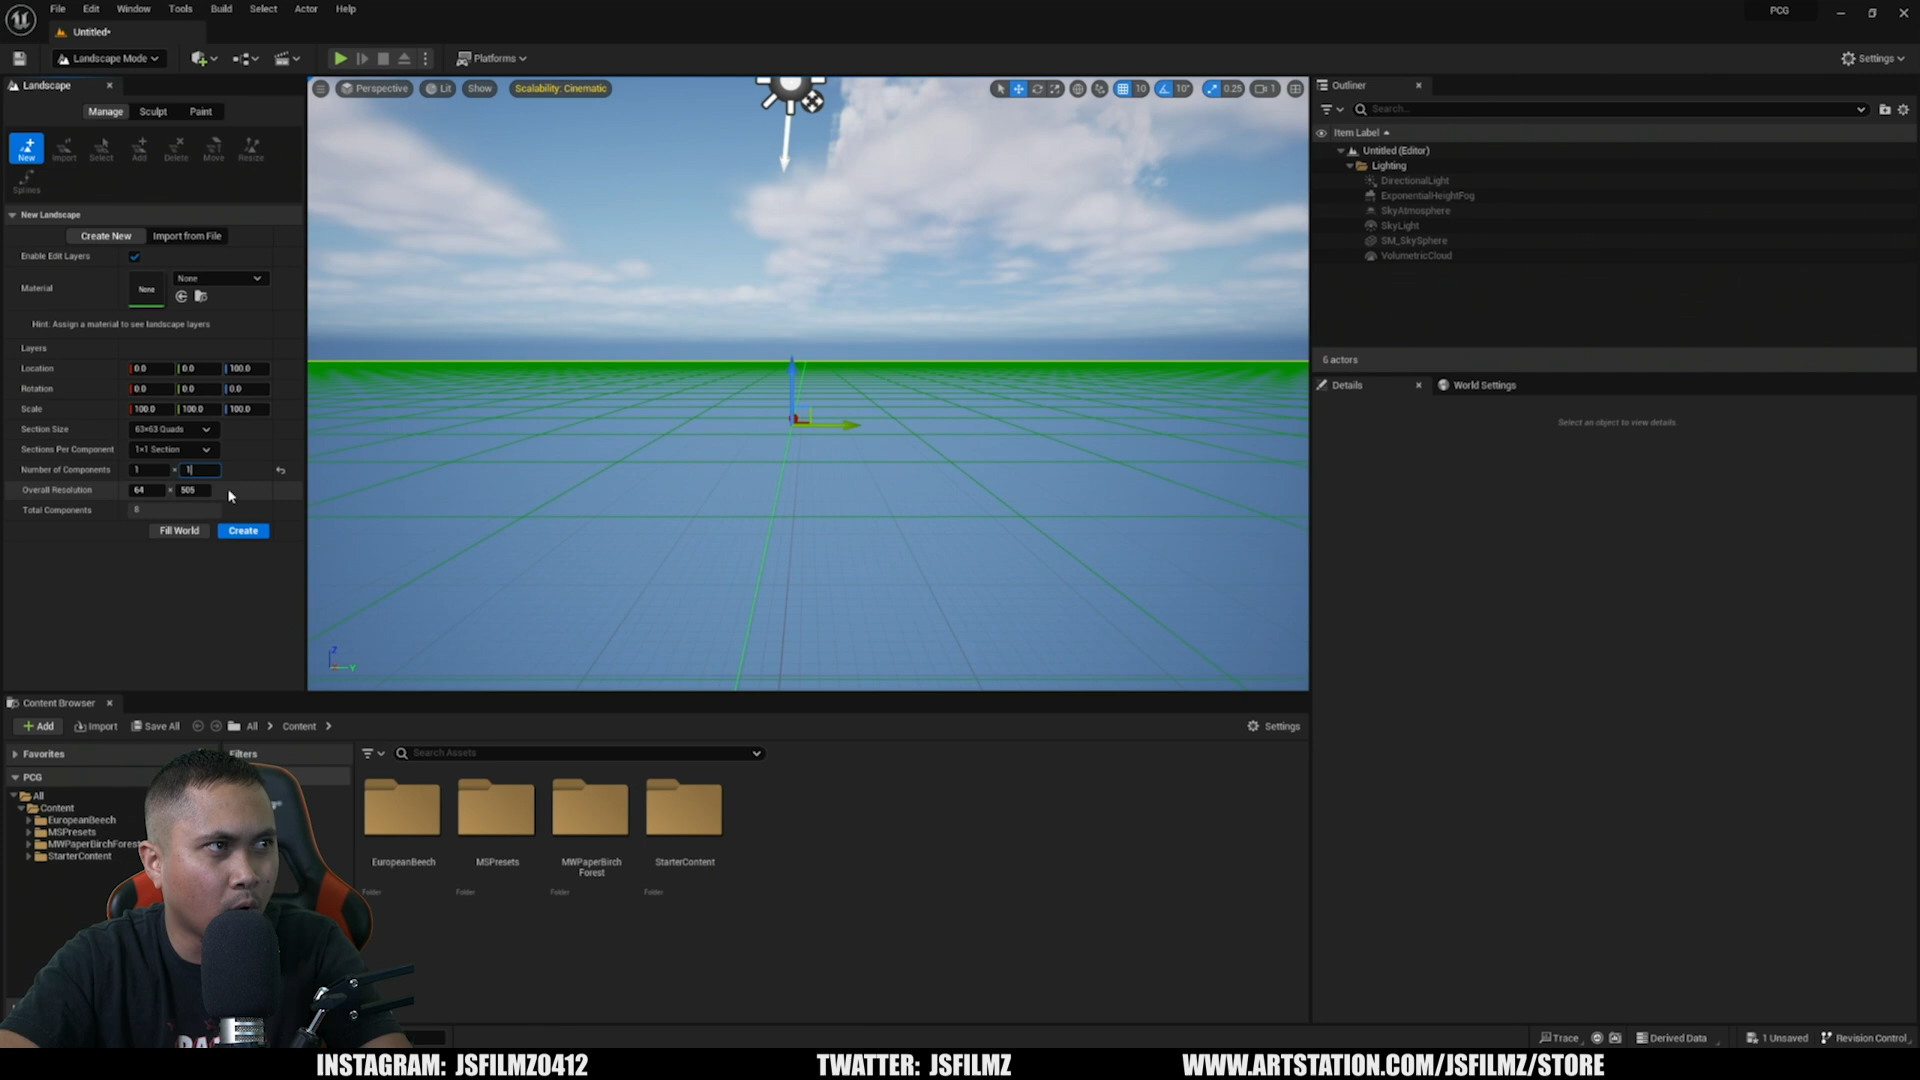 File Edit Window Tools Build Select Actor Help
PCG
Untitled*
Landscape Mode
Platforms
Settings
Landscape
Manage Sculpt Paint
New Import Select Add Delete Move Resize
Splines
New Landscape
Create New Import from File
Enable Edit Layers
Material None None
Hint: Assign a material to see landscape layers
Layers
Location 0.0 0.0 100.0
Rotation 0.0 0.0 0.0
Scale 100.0 100.0 100.0
Section Size 63×63 Quads
Sections Per Component 1×1 Section
Number of Components 1 × 1
Overall Resolution 64 × 505
Total Components 8
Fill World Create
Perspective Lit Show Scalability: Cinematic
10 10° 0.25 1
Z
Y
Outliner
Search...
Item Label
Untitled (Editor)
Lighting
DirectionalLight
ExponentialHeightFog
SkyAtmosphere
SkyLight
SM_SkySphere
VolumetricCloud
6 actors
Details World Settings
Select an object to view details.
Content Browser
Add Import Save All All Content Settings
Favorites
Filters
Search Assets
PCG
All
Content
EuropeanBeech
MSPresets
MWPaperBirchForest
StarterContent
EuropeanBeech MSPresets MWPaperBirch StarterContent
Forest
Folder Folder Folder Folder
Trace Derived Data 1 Unsaved Revision Control
INSTAGRAM: JSFILMZ0412 TWATTER: JSFILMZ WWW.ARTSTATION.COM/JSFILMZ/STORE